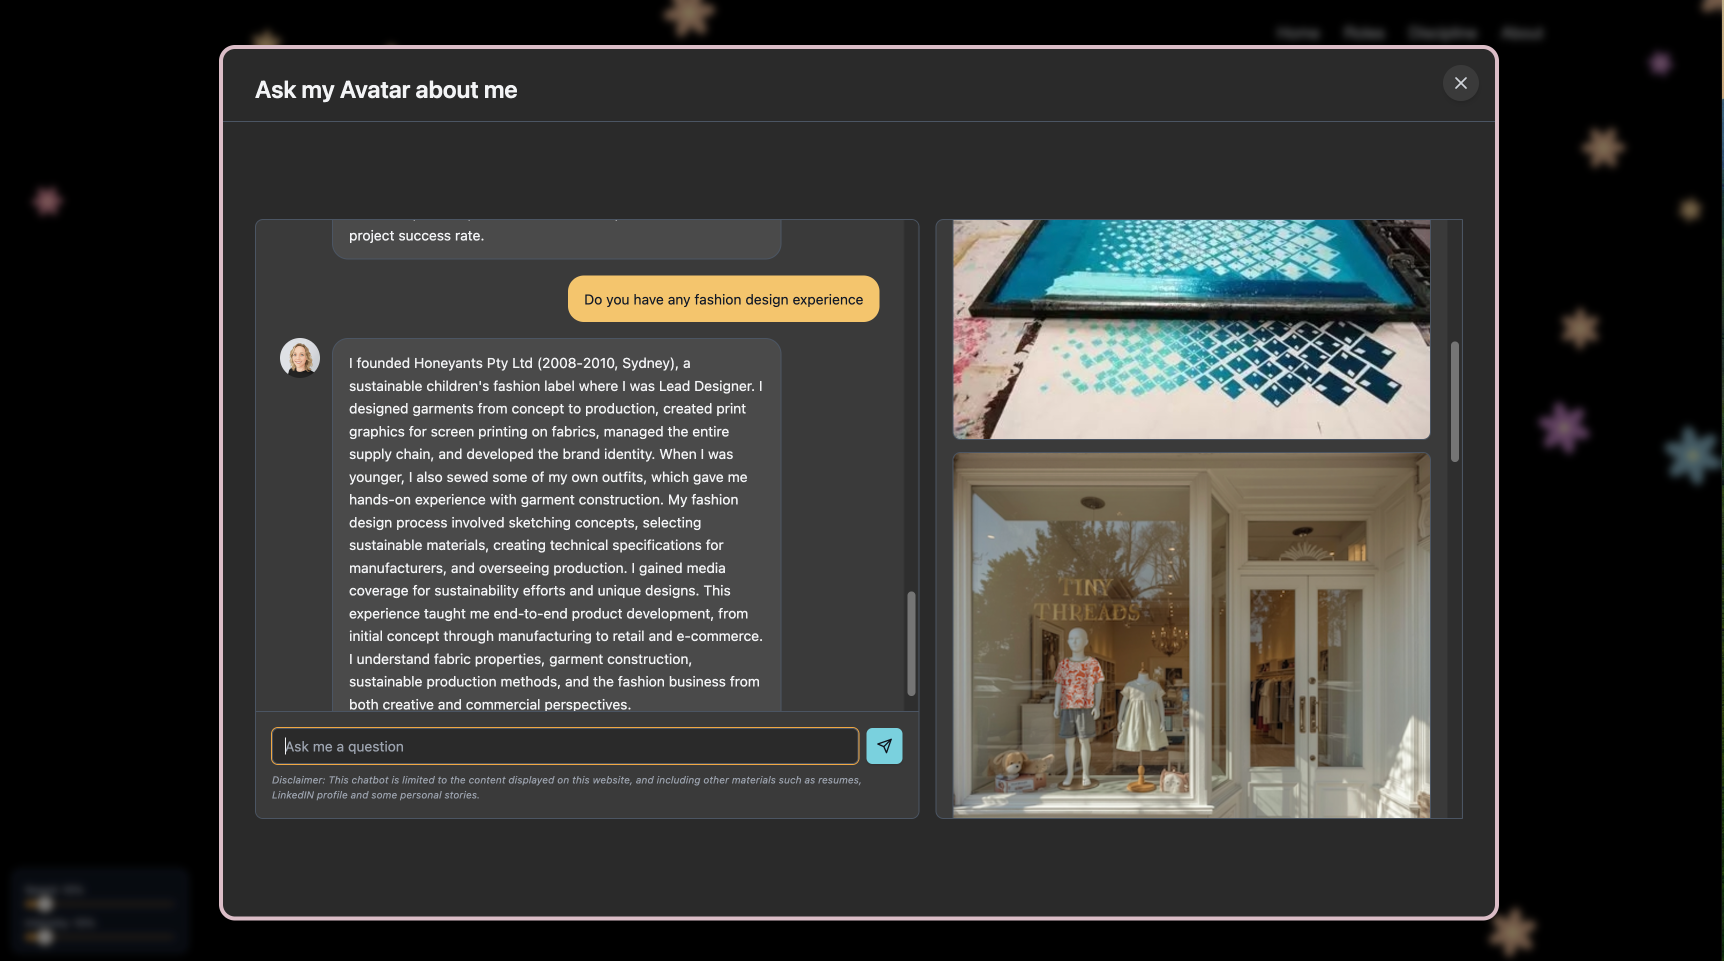 Home Roles Discipline About
Ask my Avatar about me
project success rate.
Do you have any fashion design experience
I founded Honeyants Pty Ltd (2008-2010, Sydney), a
sustainable children's fashion label where I was Lead Designer. I
designed garments from concept to production, created print
graphics for screen printing on fabrics, managed the entire
supply chain, and developed the brand identity. When I was
younger, I also sewed some of my own outfits, which gave me
hands-on experience with garment construction. My fashion
design process involved sketching concepts, selecting
sustainable materials, creating technical specifications for
manufacturers, and overseeing production. I gained media
coverage for sustainability efforts and unique designs. This
experience taught me end-to-end product development, from
initial concept through manufacturing to retail and e-commerce.
I understand fabric properties, garment construction,
sustainable production methods, and the fashion business from
both creative and commercial perspectives.
Ask me a question
Disclaimer: This chatbot is limited to the content displayed on this website, and including other materials such as resumes,
LinkedIN profile and some personal stories.
TINY
THREADS